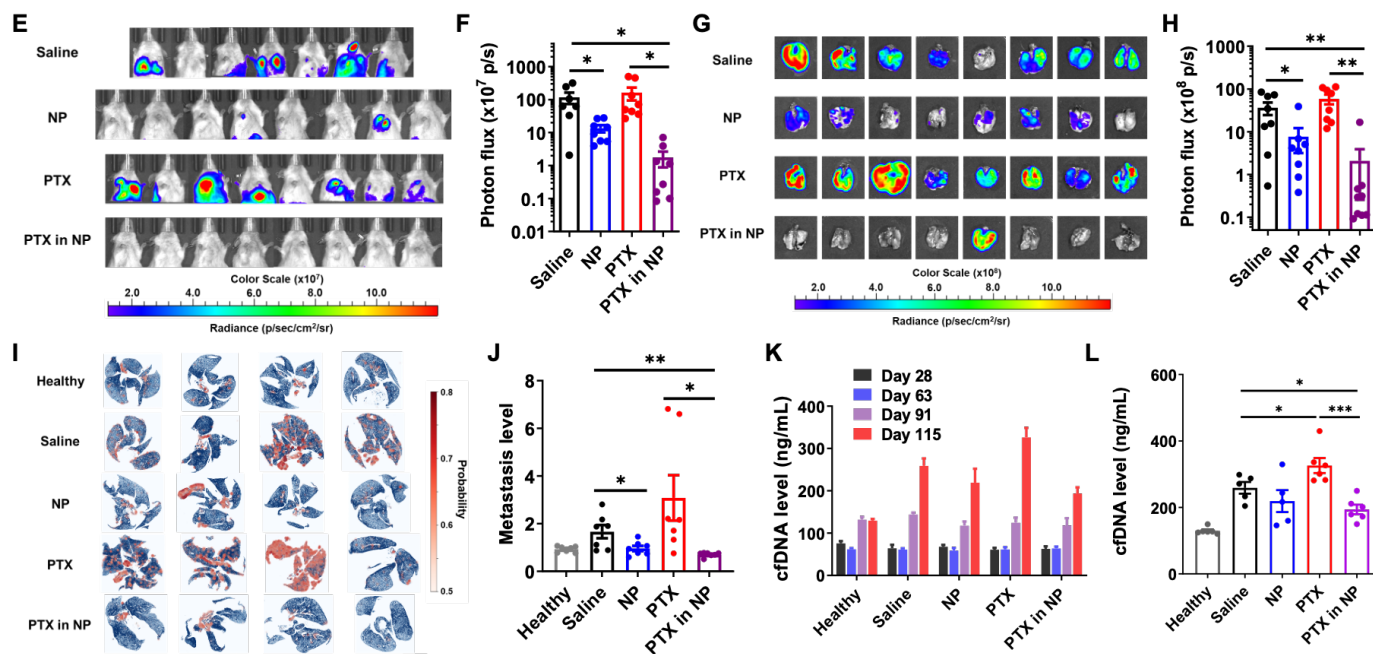 E
Saline
NP
PTX
PTX in NP
Color Scale (x10⁷)
2.0 4.0 6.0 8.0 10.0
Radiance (p/sec/cm²/sr)
F
Photon flux (x10⁷ p/s)
1000
100
10
1
0.1
0.01
*
* *
Saline NP PTX PTX in NP
G
Saline
NP
PTX
PTX in NP
Color Scale (x10⁸)
2.0 4.0 6.0 8.0 10.0
Radiance (p/sec/cm²/sr)
H
Photon flux (x10⁸ p/s)
1000
100
10
1
0.1
**
* **
Saline NP PTX PTX in NP
I
Healthy
Saline
NP
PTX
PTX in NP
0.8
0.7
0.6
0.5
Probability
J
Metastasis level
8
6
4
2
0
**
*
*
Healthy Saline NP PTX PTX in NP
K
Day 28
Day 63
Day 91
Day 115
cfDNA level (ng/mL)
400
300
200
100
50
0
Healthy Saline NP PTX PTX in NP
L
cfDNA level (ng/mL)
600
400
200
0
*
* ***
Healthy Saline NP PTX PTX in NP